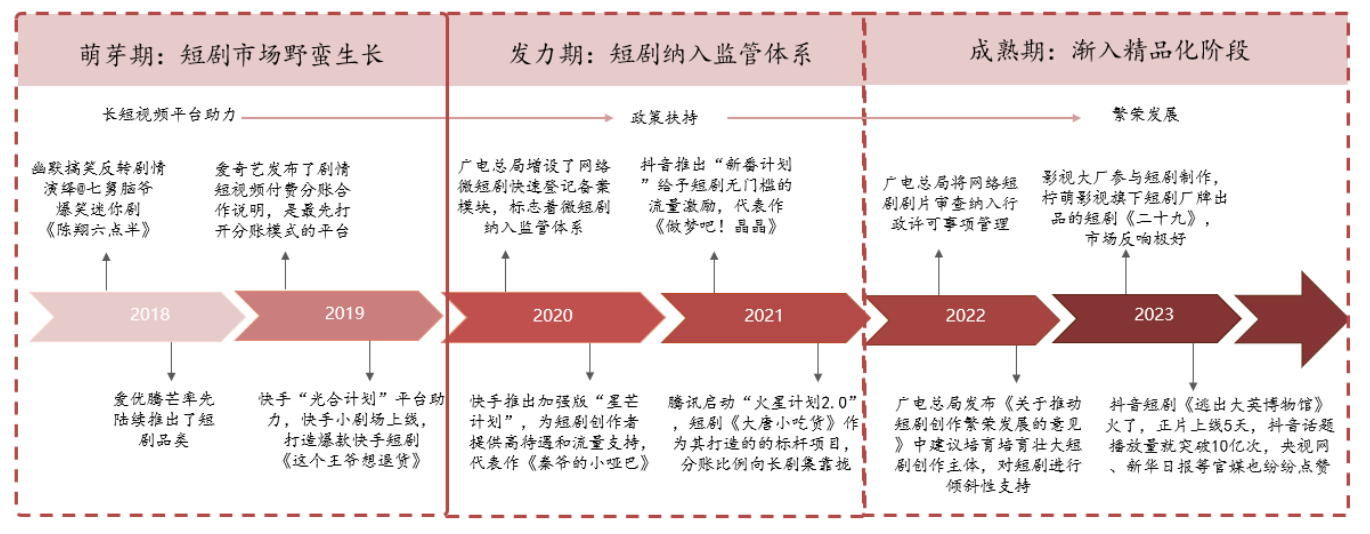 萌芽期：短剧市场野蛮生长
发力期：短剧纳入监管体系
成熟期：渐入精品化阶段
长短视频平台助力
政策扶持
繁荣发展
幽默搞笑反转剧情
演绎@七舅脑爷
爆笑迷你剧
《陈翔六点半》
爱奇艺发布了剧情
短视频付费分账合
作说明，是最先打
开分账模式的平台
广电总局增设了网络
微短剧快速登记备案
模块，标志着微短剧
纳入监管体系
抖音推出“新番计划
”给予短剧无门槛的
流量激励，代表作
《做梦吧！晶晶》
广电总局将网络短
剧剧片审查纳入行
政许可事项管理
影视大厂参与短剧制作，
柠萌影视旗下短剧厂牌出
品的短剧《二十九》，
市场反响极好
2018
2019
2020
2021
2022
2023
爱优腾芒率先
陆续推出了短
剧品类
快手“光合计划”平台助
力，快手小剧场上线，
打造爆款快手短剧
《这个王爷想退货》
快手推出加强版“星芒
计划”，为短剧创作者
提供高待遇和流量支持，
代表作《秦爷的小哑巴》
腾讯启动“火星计划2.0”
，短剧《大唐小吃货》作
为其打造的的标杆项目，
分账比例向长剧集靠拢
广电总局发布《关于推动
短剧创作繁荣发展的意见
》中建议培育培育壮大短
剧创作主体，对短剧进行
倾斜性支持
抖音短剧《逃出大英博物馆》
火了，正片上线5天，抖音话题
播放量就突破10亿次，央视网
、新华日报等官媒也纷纷点赞